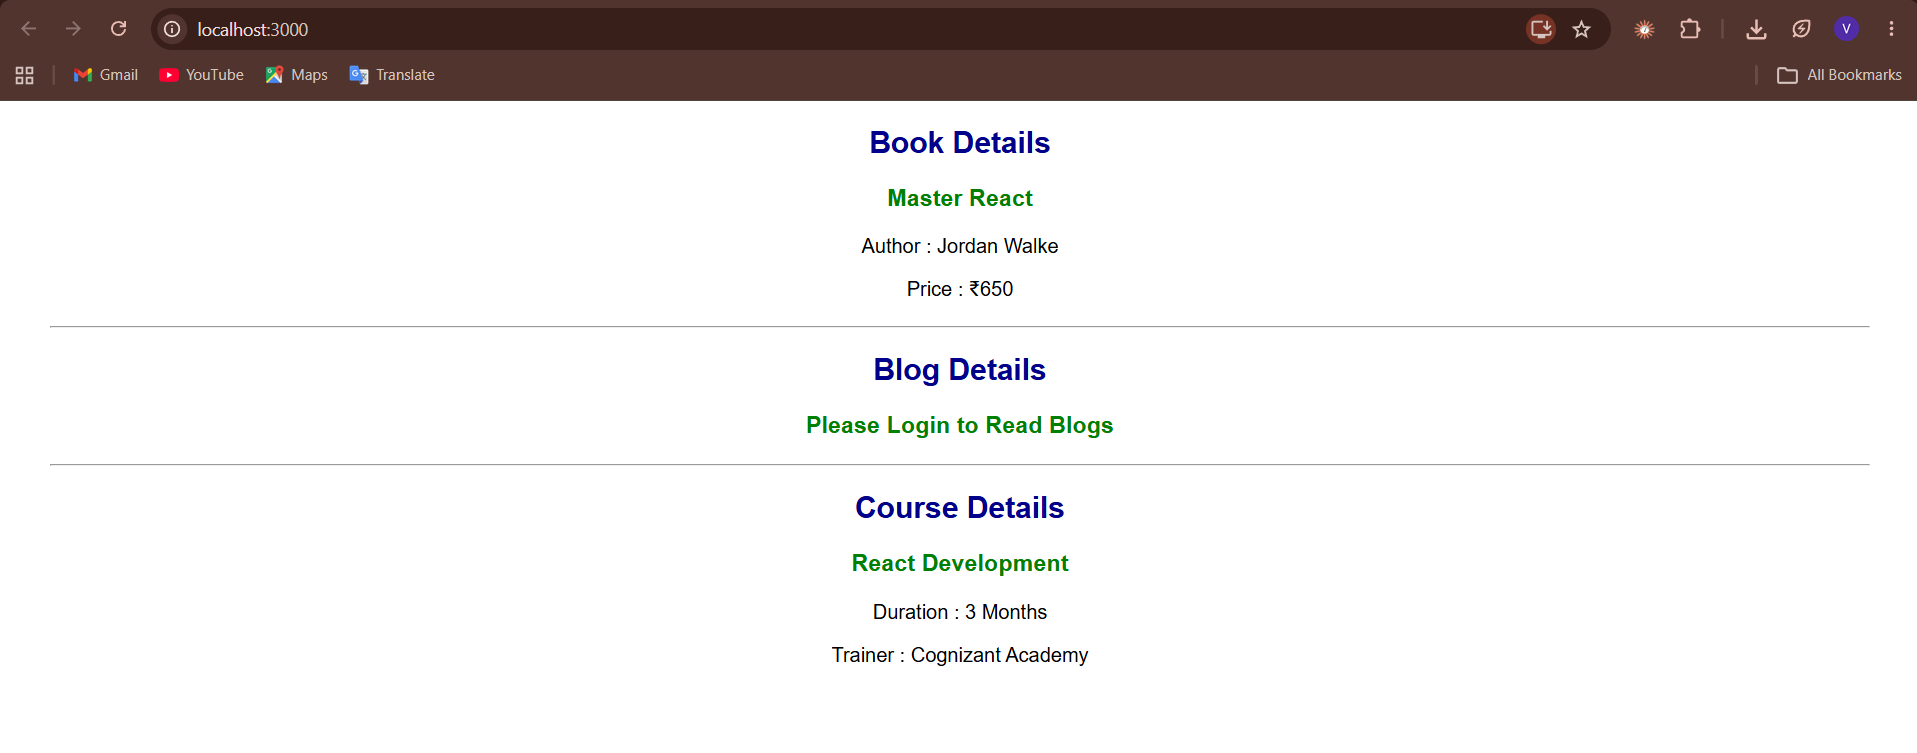 localhost:3000
V
Gmail
YouTube
Maps
Translate
All Bookmarks
Book Details
Master React
Author : Jordan Walke
Price : ₹650
Blog Details
Please Login to Read Blogs
Course Details
React Development
Duration : 3 Months
Trainer : Cognizant Academy